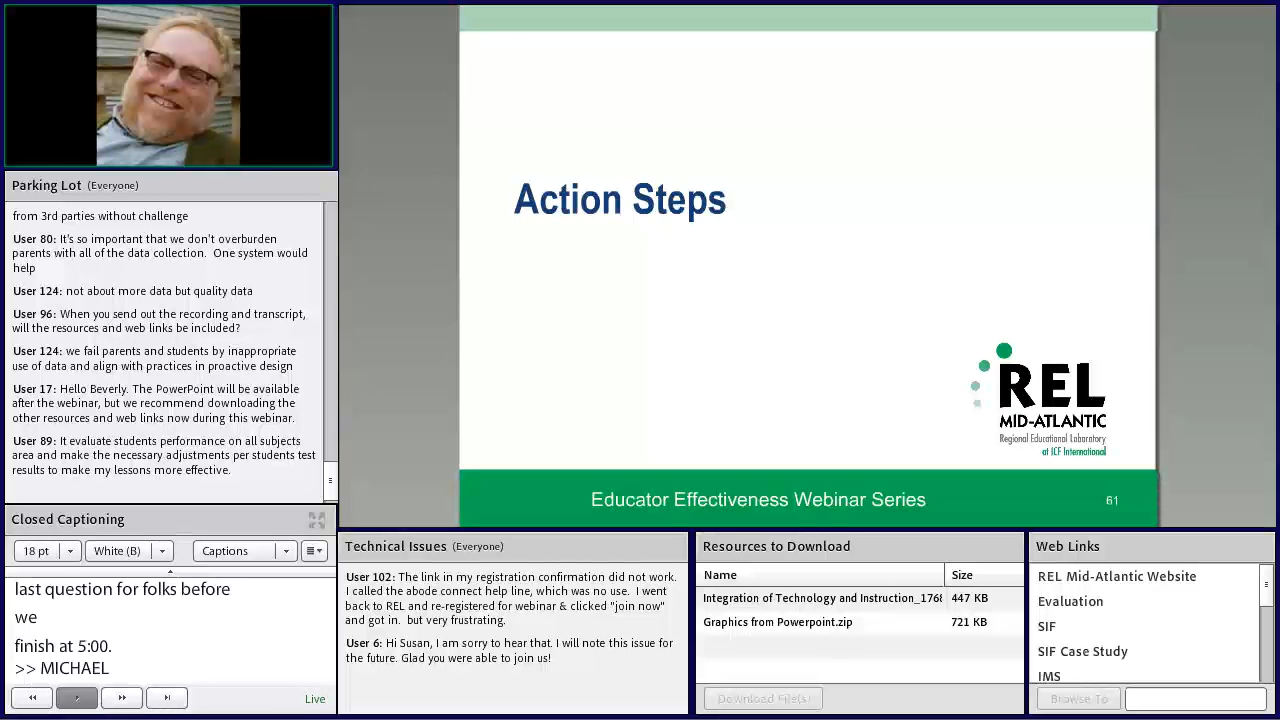 Parking Lot (Everyone)
from 3rd parties without challenge
User 80: It's so important that we don't overburden
parents with all of the data collection. One system would
help
User 124: not about more data but quality data
User 96: When you send out the recording and transcript,
will the resources and web links be included?
User 124: we fail parents and students by inappropriate
use of data and align with practices in proactive design
User 17: Hello Beverly. The PowerPoint will be available
after the webinar, but we recommend downloading the
other resources and web links now during this webinar.
User 89: It evaluate students performance on all subjects
area and make the necessary adjustments per students test
results to make my lessons more effective.
Closed Captioning
18 pt
White (B)
Captions
last question for folks before
we
finish at 5:00.
>> MICHAEL
Live
Action Steps
REL
MID-ATLANTIC
Regional Educational Laboratory
at ICF International
Educator Effectiveness Webinar Series
61
Technical Issues (Everyone)
User 102: The link in my registration confirmation did not work.
I called the abode connect help line, which was no use. I went
back to REL and re-registered for webinar & clicked "join now"
and got in. but very frustrating.
User 6: Hi Susan, I am sorry to hear that. I will note this issue for
the future. Glad you were able to join us!
Resources to Download
Name Size
Integration of Technology and Instruction_1768 447 KB
Graphics from Powerpoint.zip 721 KB
Download File(s)
Web Links
REL Mid-Atlantic Website
Evaluation
SIF
SIF Case Study
IMS
Browse To